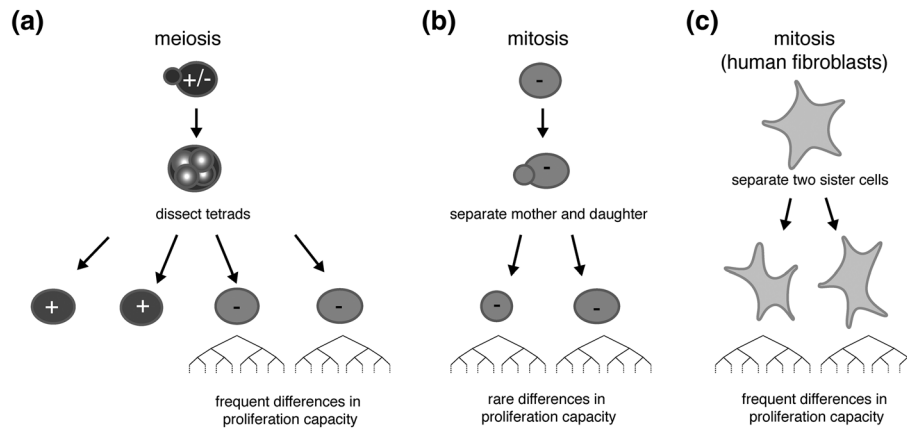 (a)
meiosis
+/-
dissect tetrads
+
+
-
-
frequent differences in
proliferation capacity
(b)
mitosis
-
-
separate mother and daughter
-
-
rare differences in
proliferation capacity
(c)
mitosis
(human fibroblasts)
separate two sister cells
frequent differences in
proliferation capacity